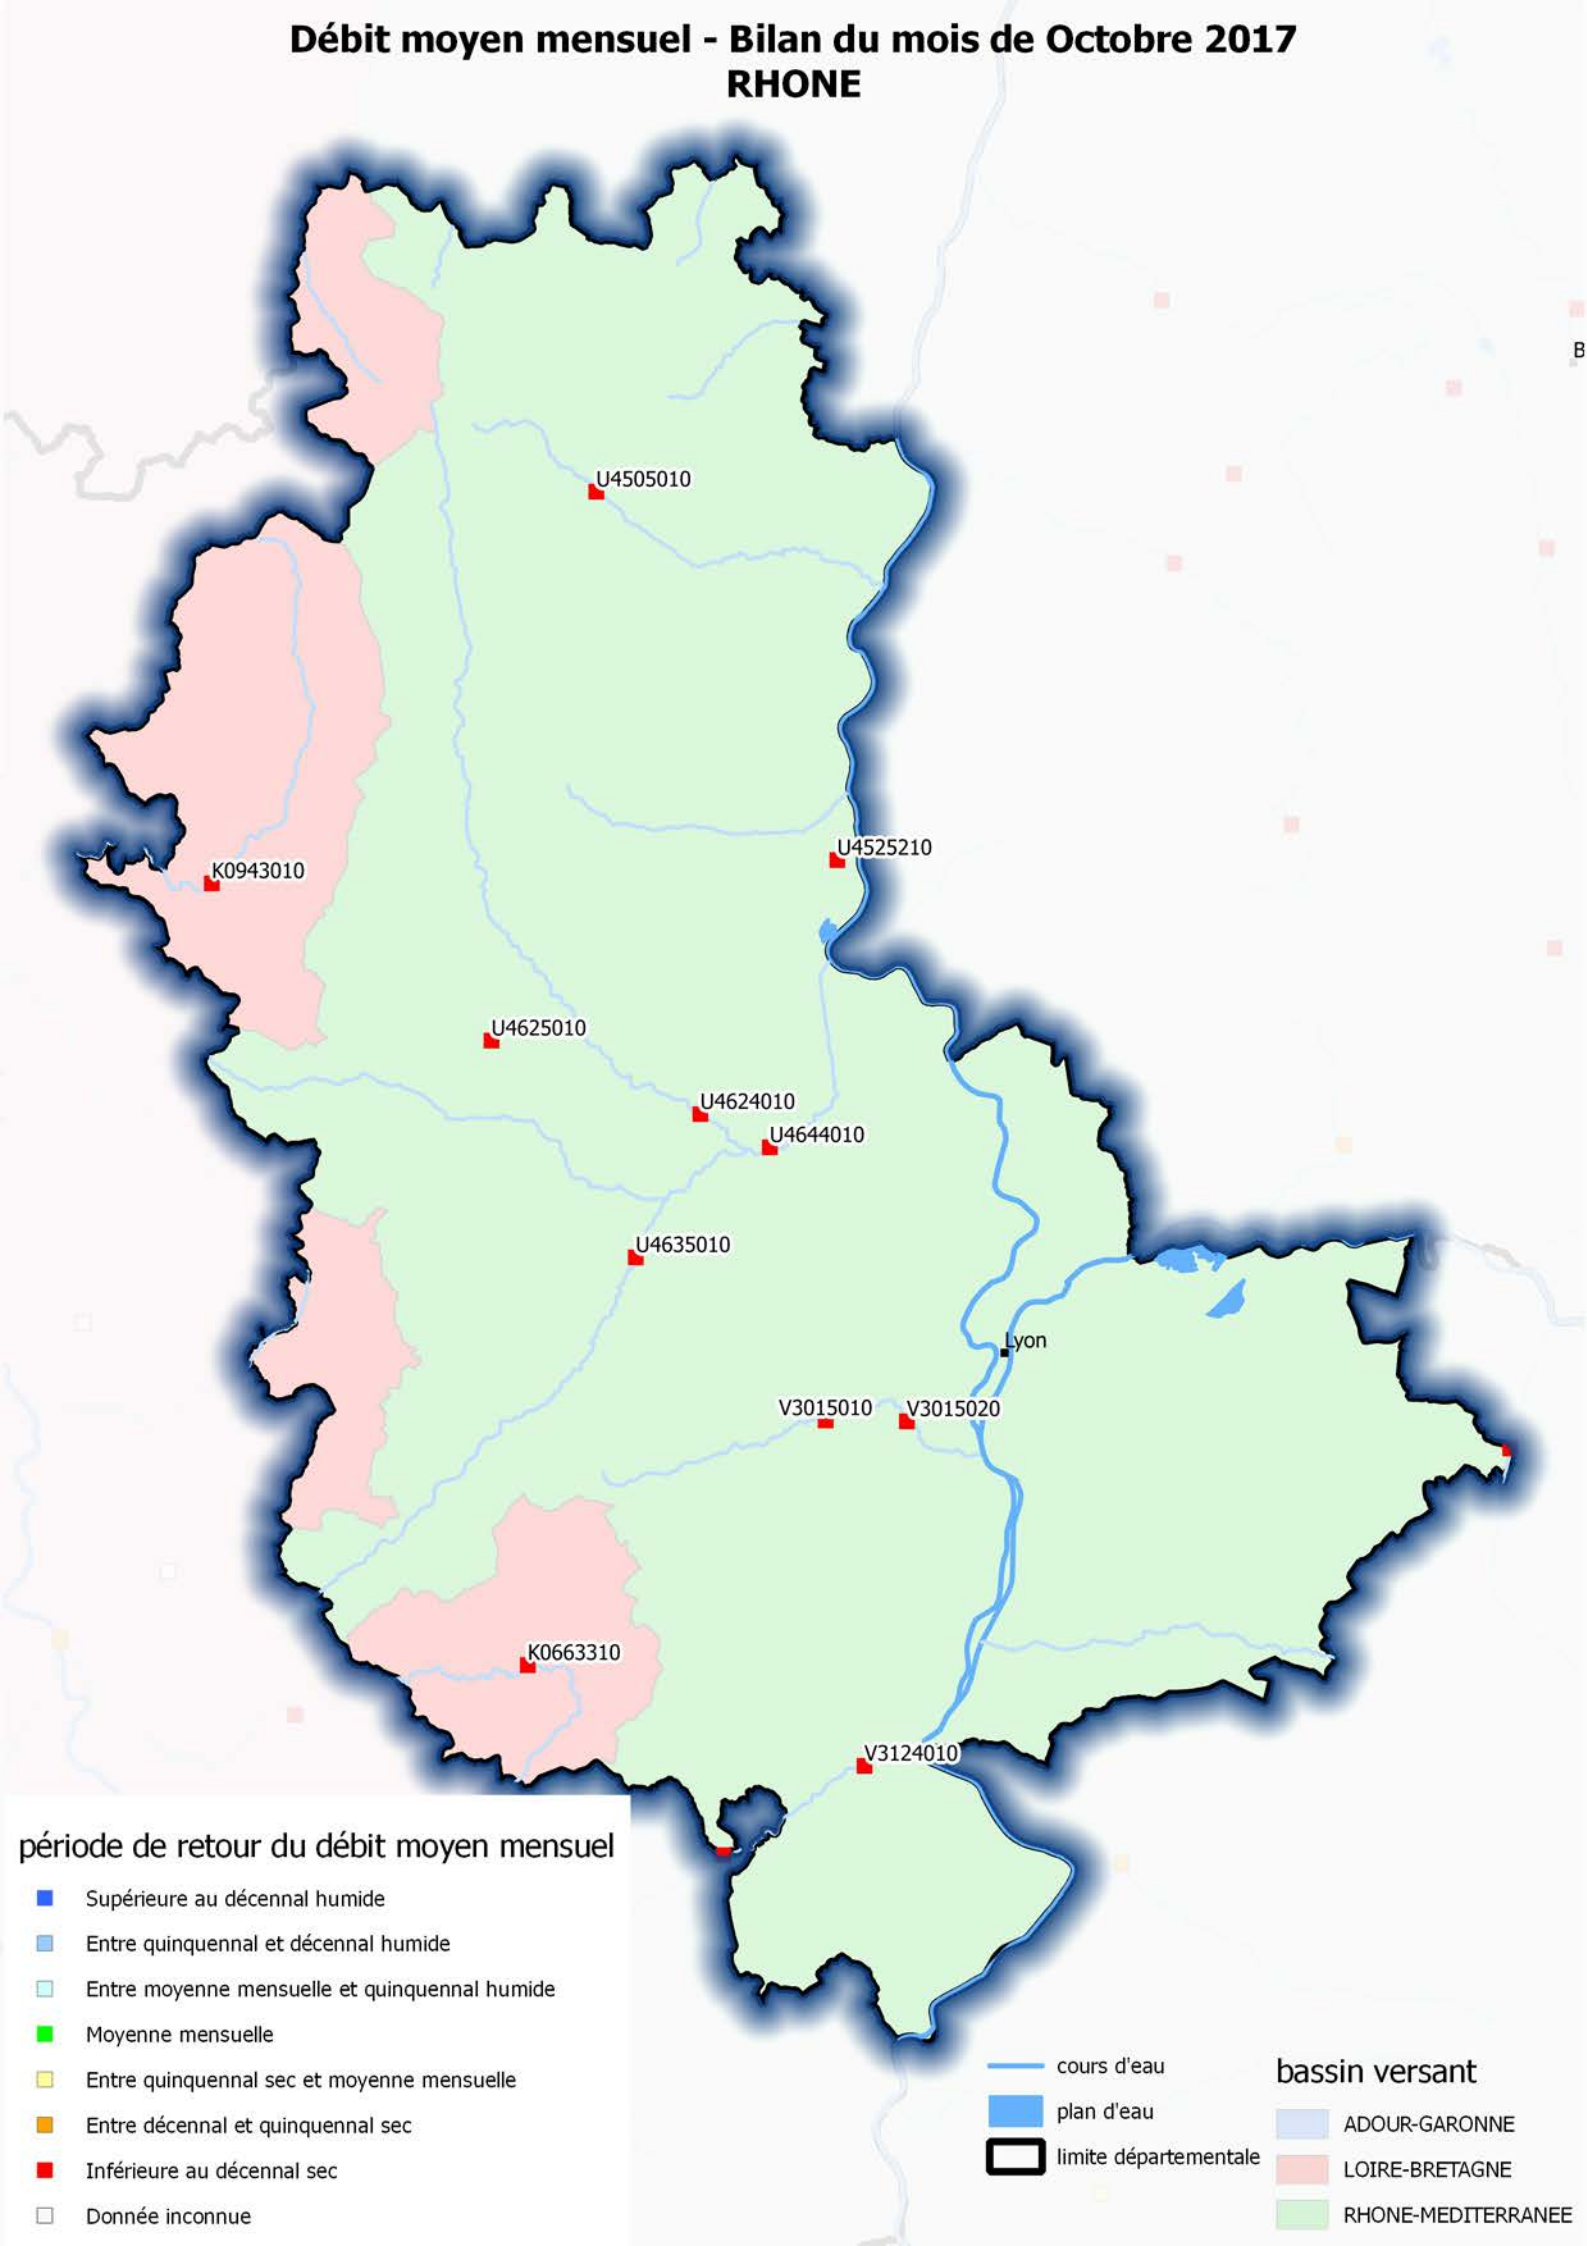 Débit moyen mensuel - Bilan du mois de Octobre 2017
RHONE
B
U4505010
U4525210
K0943010
U4625010
U4624010
U4644010
U4635010
Lyon
V3015010
V3015020
K0663310
V3124010
période de retour du débit moyen mensuel
Supérieure au décennal humide
Entre quinquennal et décennal humide
Entre moyenne mensuelle et quinquennal humide
Moyenne mensuelle
Entre quinquennal sec et moyenne mensuelle
Entre décennal et quinquennal sec
Inférieure au décennal sec
Donnée inconnue
cours d'eau
plan d'eau
limite départementale
bassin versant
ADOUR-GARONNE
LOIRE-BRETAGNE
RHONE-MEDITERRANEE